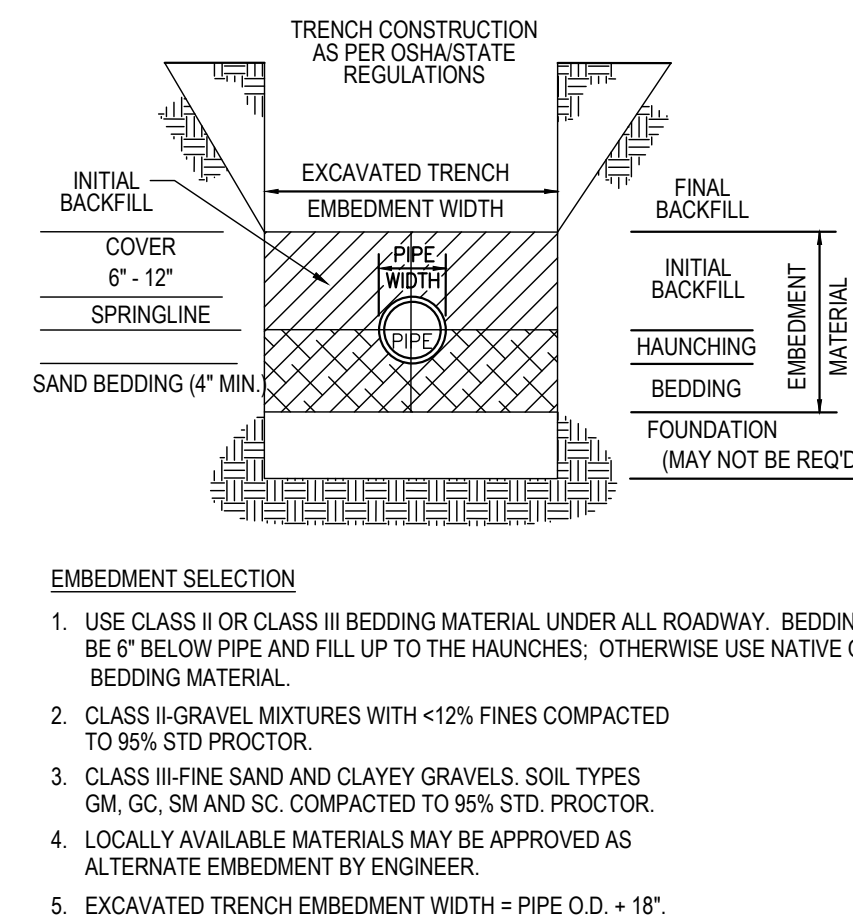 TRENCH CONSTRUCTION
AS PER OSHA/STATE
REGULATIONS
INITIAL
BACKFILL
EXCAVATED TRENCH
EMBEDMENT WIDTH
FINAL
BACKFILL
COVER
6" - 12"
PIPE
WIDTH
INITIAL
BACKFILL
SPRINGLINE
PIPE
HAUNCHING
EMBEDMENT
MATERIAL
SAND BEDDING (4" MIN.)
BEDDING
FOUNDATION
(MAY NOT BE REQ'D
EMBEDMENT SELECTION
1. USE CLASS II OR CLASS III BEDDING MATERIAL UNDER ALL ROADWAY. BEDDIN
BE 6" BELOW PIPE AND FILL UP TO THE HAUNCHES; OTHERWISE USE NATIVE
BEDDING MATERIAL.
2. CLASS II-GRAVEL MIXTURES WITH <12% FINES COMPACTED
TO 95% STD PROCTOR.
3. CLASS III-FINE SAND AND CLAYEY GRAVELS. SOIL TYPES
GM, GC, SM AND SC. COMPACTED TO 95% STD. PROCTOR.
4. LOCALLY AVAILABLE MATERIALS MAY BE APPROVED AS
ALTERNATE EMBEDMENT BY ENGINEER.
5. EXCAVATED TRENCH EMBEDMENT WIDTH = PIPE O.D. + 18".